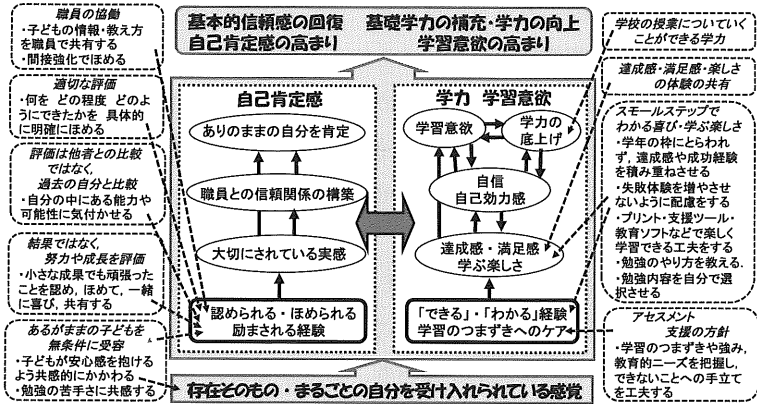 職員の協働
・子どもの情報・教え方
を職員で共有する
・間接強化でほめる
適切な評価
・何を どの程度 どのよ
うにできたかを 具体的
に明確にほめる
評価は他者との比較
ではなく、
過去の自分と比較
・自分の中にある能力や
可能性に気付かせる
結果ではなく、
努力や成長を評価
・小さな成果でも頑張った
ことを認め, ほめて, 一緒
に喜び, 共有する
あるがままの子どもを
無条件に受容
・子どもが安心感を抱ける
よう共感的にかかわる
・勉強の苦手さに共感する
基本的信頼感の回復 基礎学力の補充・学力の向上
自己肯定感の高まり 学習意欲の高まり
自己肯定感
ありのままの自分を肯定
職員との信頼関係の構築
大切にされている実感
認められる・ほめられる
励まされる経験
学力 学習意欲
学習意欲
学力の
底上げ
自信
自己効力感
達成感・満足感
学ぶ楽しさ
「できる」・「わかる」経験
学習のつまずきへのケア
存在そのもの・まるごとの自分を受け入れられている感覚
学校の授業についていく
ことができる学力
達成感・満足感・楽しさ
の体験の共有
スモールステップで
わかる喜び・学ぶ楽しさ
・学年の枠にとらわれ
ず, 達成感や成功経験
を積み重ねさせる
・失敗体験を増やさせ
ないように配慮をする
・プリント・支援ツール・
教育ソフトなどで楽しく
学習できる工夫をする
・勉強のやり方を教える.
・勉強内容を自分で選
択させる
アセスメント
支援の方針
・学習のつまずきや強み,
教育的ニーズを把握し,
できないことへの手立て
を工夫する